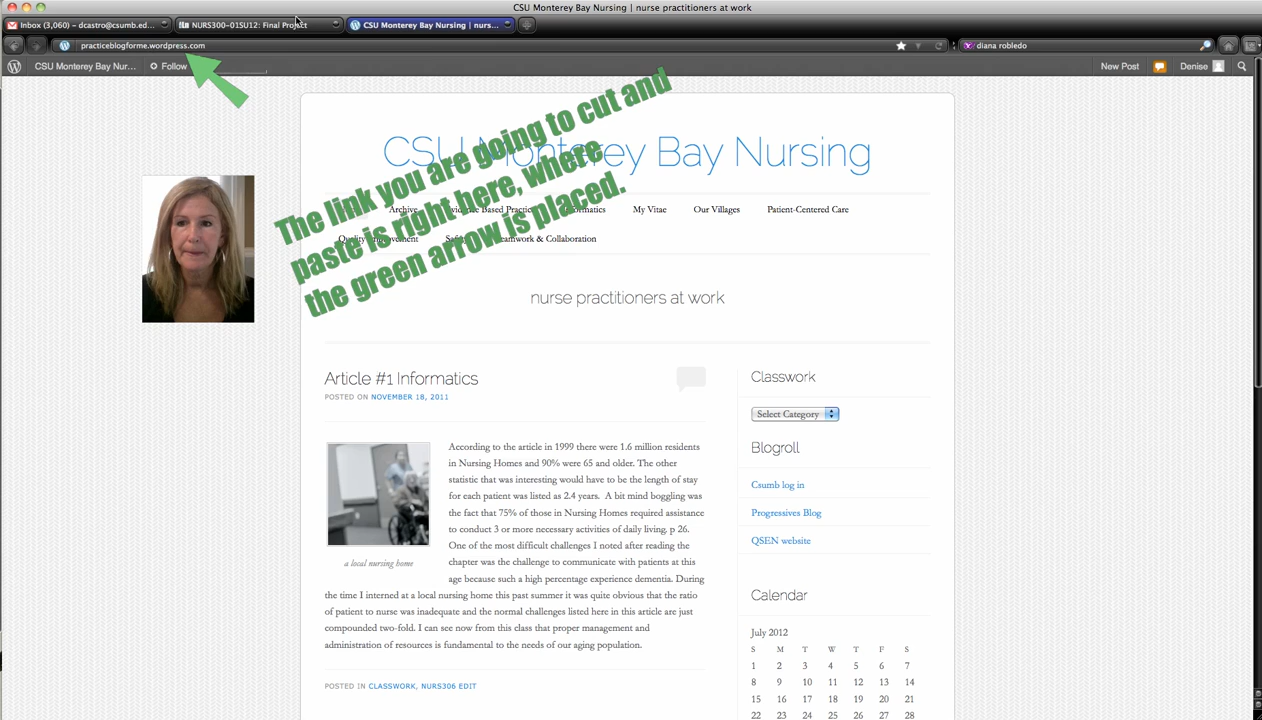 CSU Monterey Bay Nursing | nurse practitioners at work
Inbox (3,060) – dcastro@csumb.ed...
NURS300-01SU12: Final Project
CSU Monterey Bay Nursing | nurs...
practiceblogforme.wordpress.com
diana robledo
CSU Monterey Bay Nur...
Follow
New Post
Denise
The link you are going to cut and
paste is right here, where
the green arrow is placed.
CSU Monterey Bay Nursing
Archive
Informatics
My Vitae
Our Villages
Patient-Centered Care
Teamwork & Collaboration
nurse practitioners at work
Article #1 Informatics
POSTED ON NOVEMBER 18, 2011
According to the article in 1999 there were 1.6 million residents
in Nursing Homes and 90% were 65 and older. The other
statistic that was interesting would have to be the length of stay
for each patient was listed as 2.4 years. A bit mind boggling was
the fact that 75% of those in Nursing Homes required assistance
to conduct 3 or more necessary activities of daily living. p 26.
One of the most difficult challenges I noted after reading the
chapter was the challenge to communicate with patients at this
age because such a high percentage experience dementia. During
the time I interned at a local nursing home this past summer it was quite obvious that the ratio
of patient to nurse was inadequate and the normal challenges listed here in this article are just
compounded two-fold. I can see now from this class that proper management and
administration of resources is fundamental to the needs of our aging population.
a local nursing home
POSTED IN CLASSWORK, NURS306 EDIT
Classwork
Select Category
Blogroll
Csumb log in
Progressives Blog
QSEN website
Calendar
July 2012
S M T W T F S
1 2 3 4 5 6 7
8 9 10 11 12 13 14
15 16 17 18 19 20 21
22 23 24 25 26 27 28